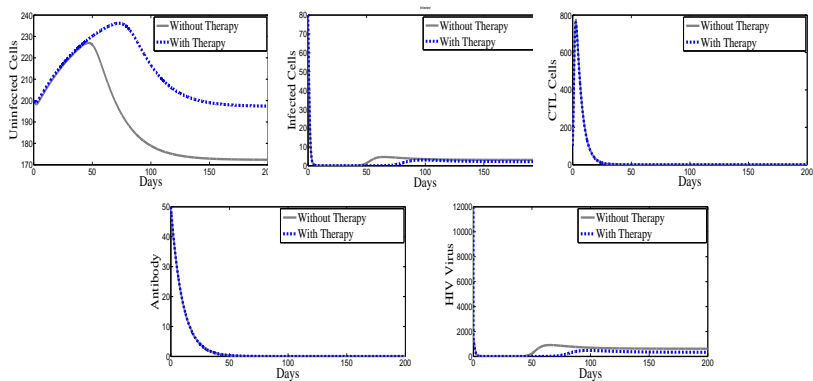 240
230
220
210
200
190
180
170
0
50
100
150
200
Uninfected Cells
Days
Without Therapy
With Therapy
80
70
60
50
40
30
20
10
0
0
50
100
150
Infected Cells
Days
Without Therapy
With Therapy
800
600
400
200
0
0
50
100
150
200
CTL Cells
Days
Without Therapy
With Therapy
50
40
30
20
10
0
0
50
100
150
200
Antibody
Days
Without Therapy
With Therapy
12000
10000
8000
6000
4000
2000
0
0
50
100
150
200
HIV Virus
Days
Without Therapy
With Therapy